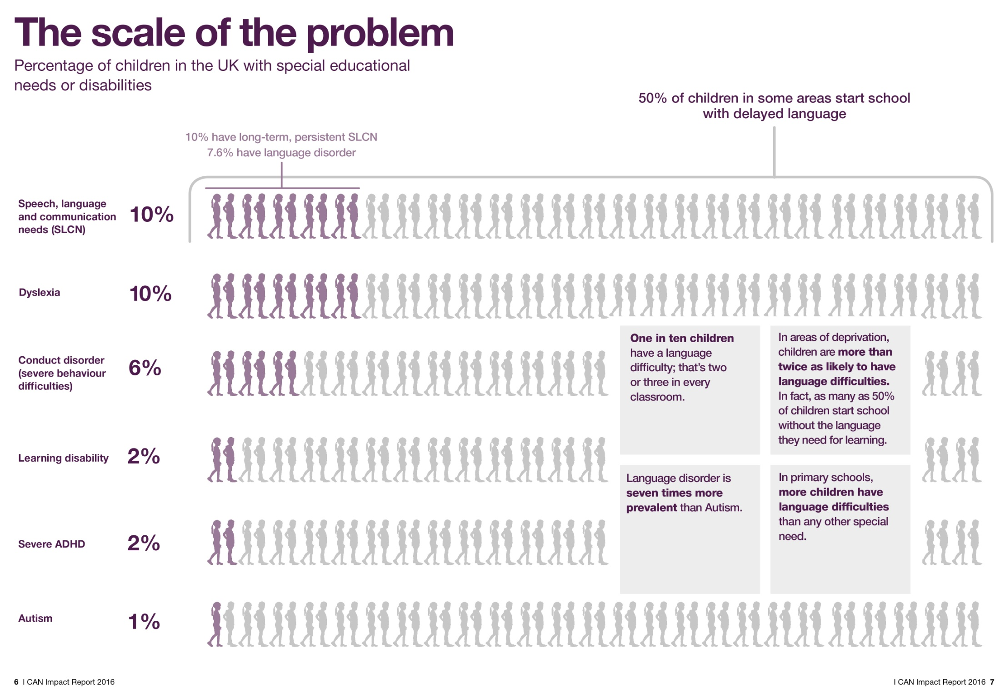 The scale of the problem
Percentage of children in the UK with special educational
needs or disabilities
50% of children in some areas start school
with delayed language
10% have long-term, persistent SLCN
7.6% have language disorder
Speech, language
and communication
needs (SLCN)
10%
Dyslexia
10%
Conduct disorder
(severe behaviour
difficulties)
6%
One in ten children
have a language
difficulty; that’s two
or three in every
classroom.
In areas of deprivation,
children are more than
twice as likely to have
language difficulties.
In fact, as many as 50%
of children start school
without the language
they need for learning.
Learning disability
2%
Language disorder is
seven times more
prevalent than Autism.
In primary schools,
more children have
language difficulties
than any other special
need.
Severe ADHD
2%
Autism
1%
6 I CAN Impact Report 2016
I CAN Impact Report 2016 7